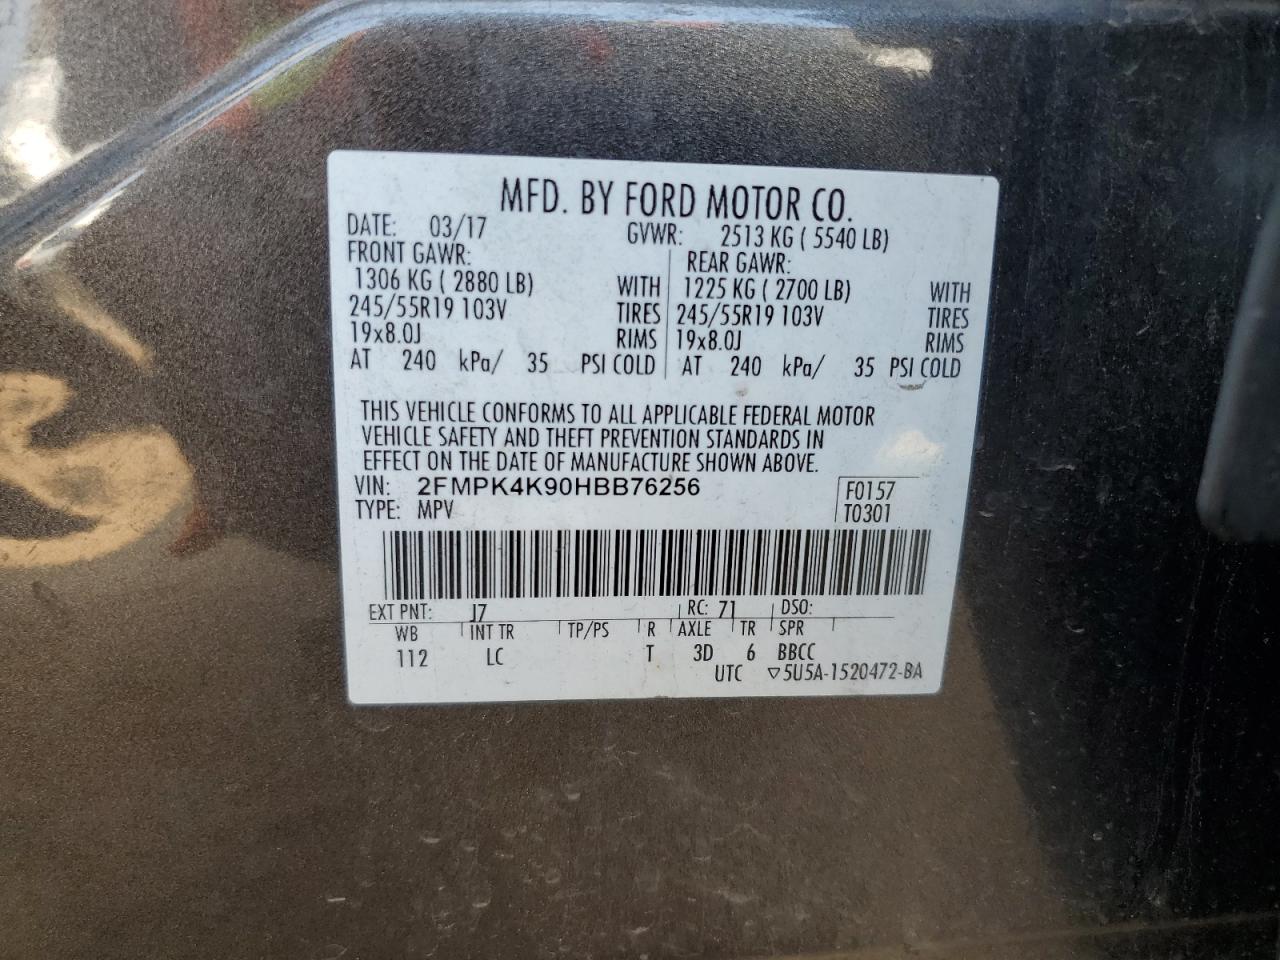 MFD. BY FORD MOTOR CO.
DATE: 03/17 GVWR: 2513 KG ( 5540 LB)
FRONT GAWR: REAR GAWR:
1306 KG ( 2880 LB) WITH 1225 KG ( 2700 LB) WITH
245/55R19 103V TIRES 245/55R19 103V TIRES
19x8.0J RIMS 19x8.0J RIMS
AT 240 kPa/ 35 PSI COLD AT 240 kPa/ 35 PSI COLD
THIS VEHICLE CONFORMS TO ALL APPLICABLE FEDERAL MOTOR
VEHICLE SAFETY AND THEFT PREVENTION STANDARDS IN
EFFECT ON THE DATE OF MANUFACTURE SHOWN ABOVE.
VIN: 2FMPK4K90HBB76256 F0157
TYPE: MPV T0301
EXT PNT: J7 RC: 71 DSO:
WB INT TR TP/PS R AXLE TR SPR
112 LC T 3D 6 BBCC
UTC ▽5U5A-1520472-BA